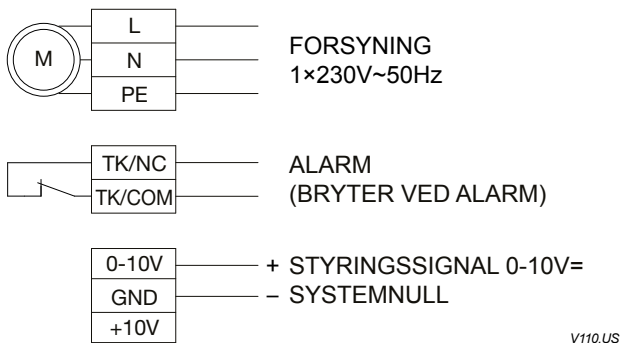 M
L
N
PE
FORSYNING
1×230V~50Hz
TK/NC
TK/COM
ALARM
(BRYTER VED ALARM)
0-10V
GND
+10V
+ STYRINGSSIGNAL 0-10V=
– SYSTEMNULL
V110.US